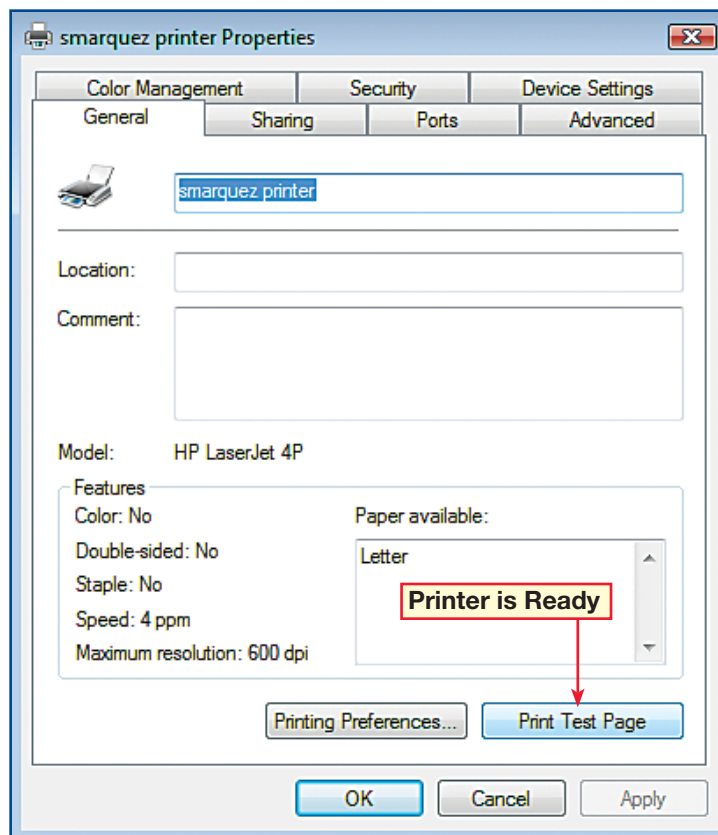 smarquez printer Properties
Color Management Security Device Settings
General Sharing Ports Advanced
smarquez printer
Location:
Comment:
Model: HP LaserJet 4P
Features
Color: No Paper available:
Double-sided: No Letter
Staple: No
Printer is Ready
Speed: 4 ppm
Maximum resolution: 600 dpi
Printing Preferences... Print Test Page
OK Cancel Apply